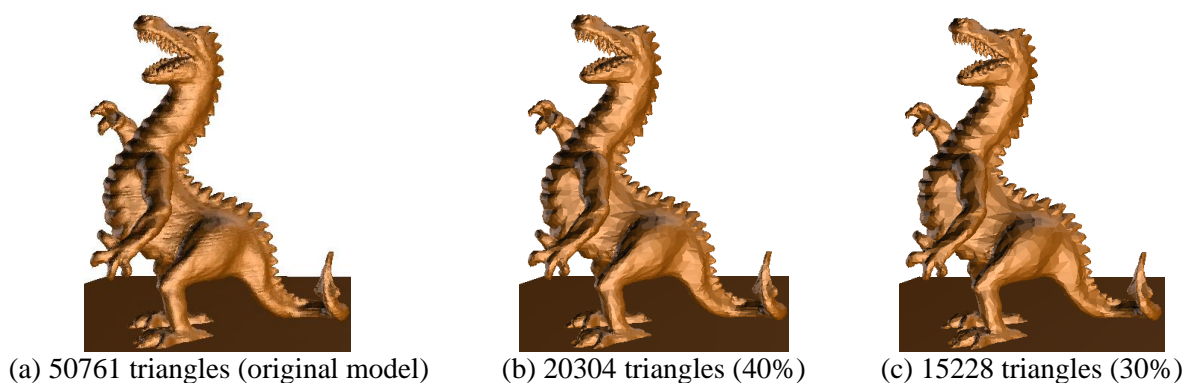 (a) 50761 triangles (original model)
(b) 20304 triangles (40%)
(c) 15228 triangles (30%)